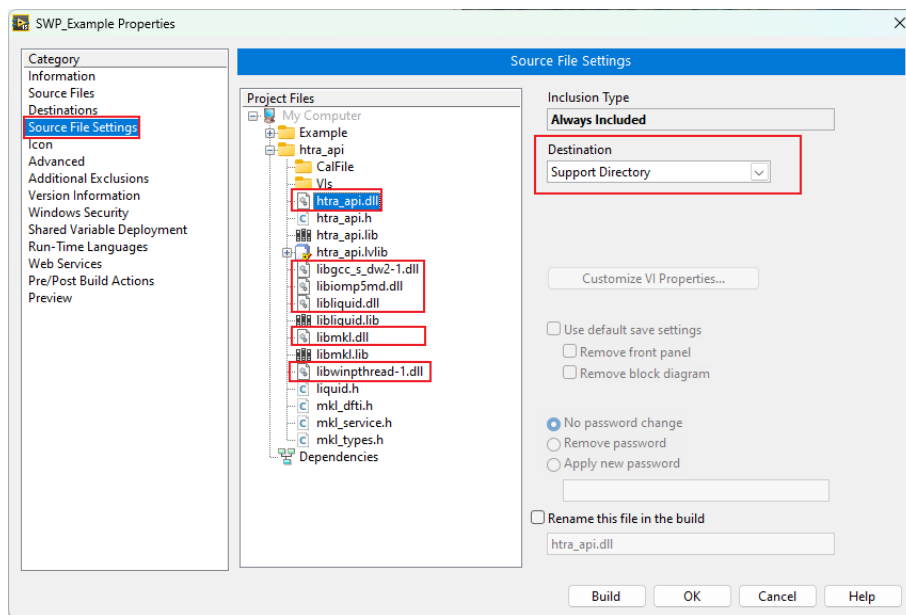 SWP_Example Properties
Category
Information
Source Files
Destinations
Source File Settings
Icon
Advanced
Additional Exclusions
Version Information
Windows Security
Shared Variable Deployment
Run-Time Languages
Web Services
Pre/Post Build Actions
Preview
Source File Settings
Project Files
My Computer
Example
htra_api
CalFile
VIs
htra_api.dll
htra_api.h
htra_api.lib
htra_api.lvlib
libgcc_s_dw2-1.dll
libiomp5md.dll
libliquid.dll
libliquid.lib
libmkl.dll
libmkl.lib
libwinpthread-1.dll
liquid.h
mkl_dfti.h
mkl_service.h
mkl_types.h
Dependencies
Inclusion Type
Always Included
Destination
Support Directory
Customize VI Properties...
Use default save settings
Remove front panel
Remove block diagram
No password change
Remove password
Apply new password
Rename this file in the build
htra_api.dll
Build
OK
Cancel
Help